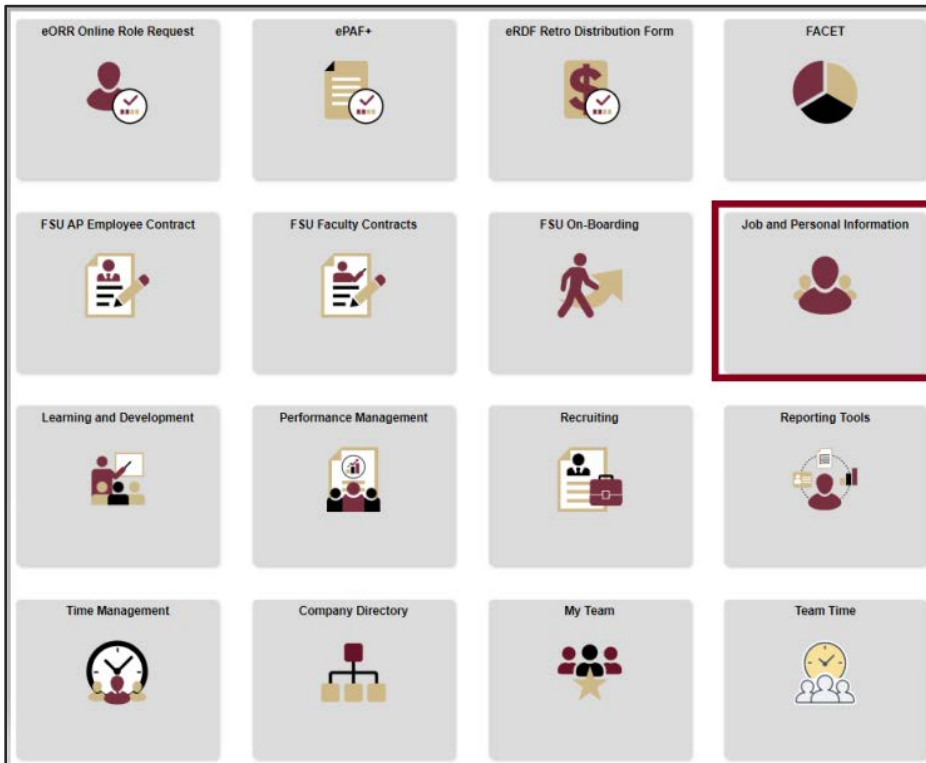 eORR Online Role Request
ePAF+
eRDF Retro Distribution Form
FACET
FSU AP Employee Contract
FSU Faculty Contracts
FSU On-Boarding
Job and Personal Information
Learning and Development
Performance Management
Recruiting
Reporting Tools
Time Management
Company Directory
My Team
Team Time